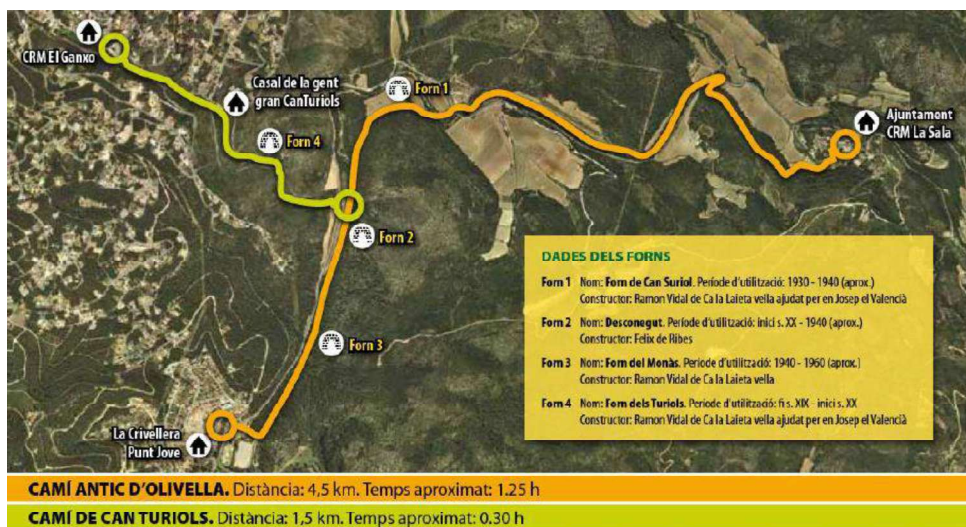 CRM El Ganxo
Casal de la gent
gran CanTuriols
Forn 1
Forn 4
Ajuntament
CRM La Sala
Forn 2
Forn 3
La Crivellera
Punt Jove
DADES DELS FORNS
Forn 1 Nom: Forn de Can Suriol. Període d'utilització: 1930 - 1940 (aprox.)
Constructor: Ramon Vidal de Ca la Laieta vella ajudat per en Josep el Valencià
Forn 2 Nom: Desconegut. Període d'utilització: inici s. XX - 1940 (aprox.)
Constructor: Felix de Ribes
Forn 3 Nom: Forn del Monàs. Període d'utilització: 1940 - 1960 (aprox.)
Constructor: Ramon Vidal de Ca la Laieta vella
Forn 4 Nom: Forn dels Turiols. Període d'utilització: fi s. XIX - inici s. XX
Constructor: Ramon Vidal de Ca la Laieta vella ajudat per en Josep el Valencià
CAMÍ ANTIC D'OLIVELLA. Distància: 4,5 km. Temps aproximat: 1.25 h
CAMÍ DE CAN TURIOLS. Distància: 1,5 km. Temps aproximat: 0.30 h